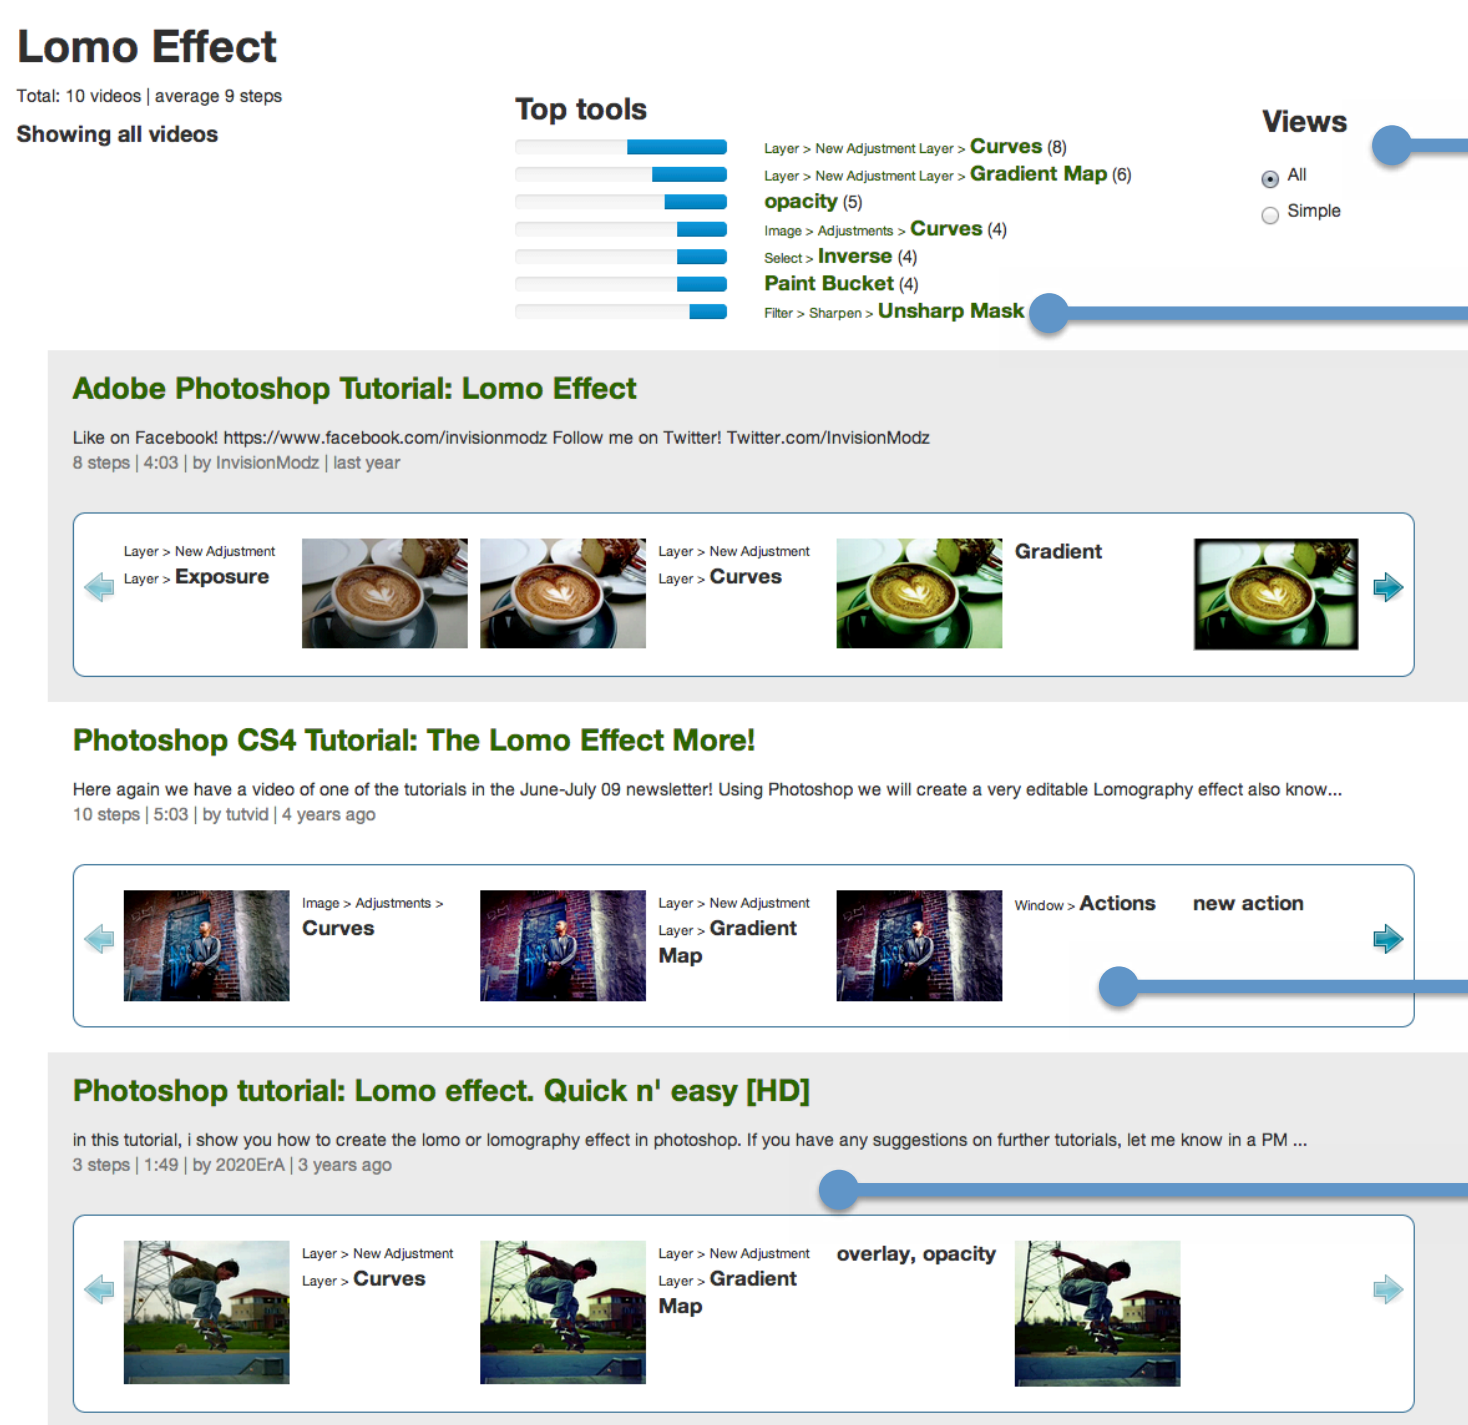 Lomo Effect
Total: 10 videos | average 9 steps
Showing all videos
Top tools
Layer > New Adjustment Layer > Curves (8)
Layer > New Adjustment Layer > Gradient Map (6)
opacity (5)
Image > Adjustments > Curves (4)
Select > Inverse (4)
Paint Bucket (4)
Filter > Sharpen > Unsharp Mask
Views
All
Simple
Adobe Photoshop Tutorial: Lomo Effect
Like on Facebook! https://www.facebook.com/invisionmodz Follow me on Twitter! Twitter.com/InvisionModz
8 steps | 4:03 | by InvisionModz | last year
Layer > New Adjustment
Layer > Exposure
Layer > New Adjustment
Layer > Curves
Gradient
Photoshop CS4 Tutorial: The Lomo Effect More!
Here again we have a video of one of the tutorials in the June-July 09 newsletter! Using Photoshop we will create a very editable Lomography effect also know...
10 steps | 5:03 | by tutvid | 4 years ago
Image > Adjustments >
Curves
Layer > New Adjustment
Layer > Gradient
Map
Window > Actions
new action
Photoshop tutorial: Lomo effect. Quick n' easy [HD]
in this tutorial, i show you how to create the lomo or lomography effect in photoshop. If you have any suggestions on further tutorials, let me know in a PM ...
3 steps | 1:49 | by 2020ErA | 3 years ago
Layer > New Adjustment
Layer > Curves
Layer > New Adjustment
Layer > Gradient
Map
overlay, opacity